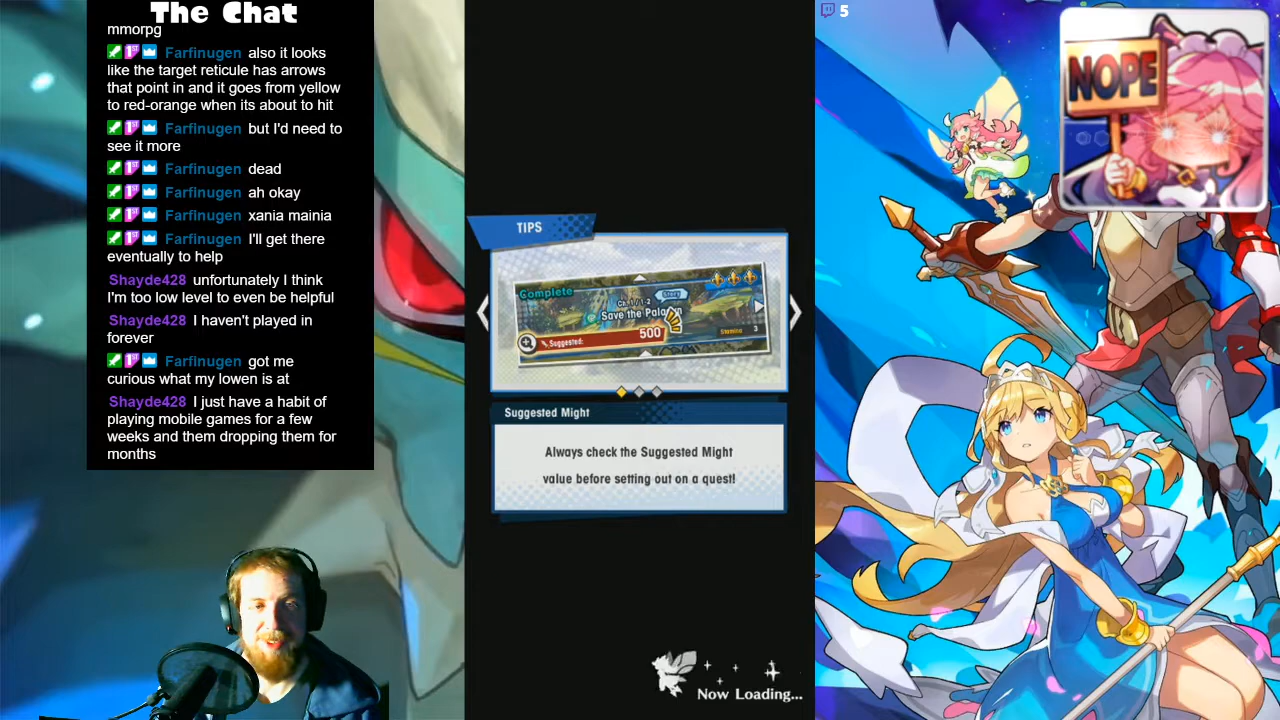 The Chat
mmorpg
Farfinugen also it looks
like the target reticule has arrows
that point in and it goes from yellow
to red-orange when its about to hit
Farfinugen but I'd need to
see it more
Farfinugen dead
Farfinugen ah okay
Farfinugen xania mainia
Farfinugen I'll get there
eventually to help
Shayde428 unfortunately I think
I'm too low level to even be helpful
Shayde428 I haven't played in
forever
Farfinugen got me
curious what my lowen is at
Shayde428 I just have a habit of
playing mobile games for a few
weeks and them dropping them for
months
TIPS
Complete
Ch. 1 / 1-2
Story
Save the
Suggested:
500
Stamina 3
Suggested Might
Always check the Suggested Might
value before setting out on a quest!
Now Loading...
5
NOPE